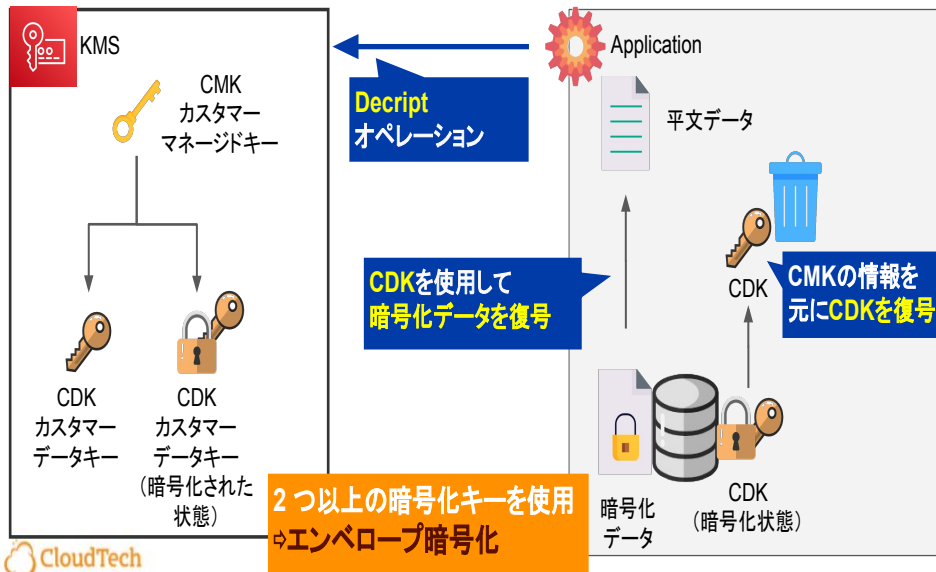 KMS
CMK
カスタマー
マネージドキー
CDK
カスタマー
データキー
CDK
カスタマー
データキー
(暗号化された
状態)
Decript
オペレーション
Application
平文データ
CDKを使用して
暗号化データを復号
CDK
CMKの情報を
元にCDKを復号
暗号化
データ
CDK
(暗号化状態)
2 つ以上の暗号化キーを使用
⇨エンベロープ暗号化
CloudTech